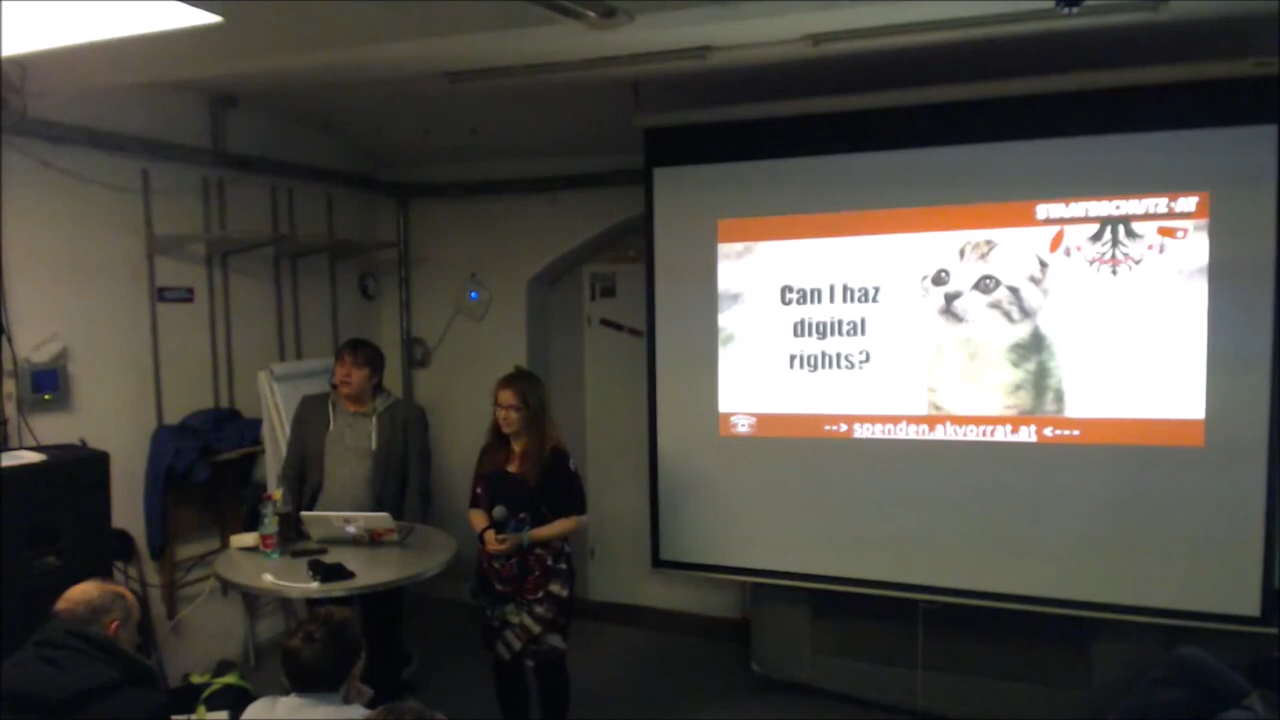 STAATSSCHUTZ.AT
Can I haz
digital
rights?
--> spenden.akvorrat.at <---